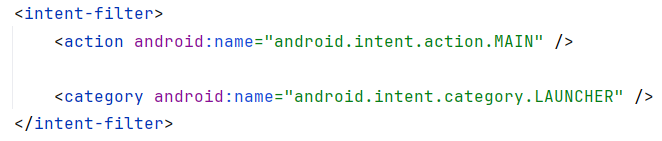 <intent-filter>
<action android:name="android.intent.action.MAIN" />
<category android:name="android.intent.category.LAUNCHER" />
</intent-filter>